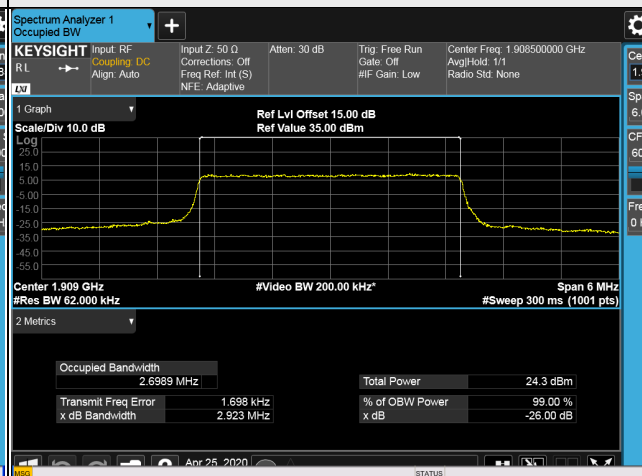 Spectrum Analyzer 1
Occupied BW
KEYSIGHT
R L
LXI
Input: RF
Coupling: DC
Align: Auto
Input Z: 50 Ω
Corrections: Off
Freq Ref: Int (S)
NFE: Adaptive
Atten: 30 dB
Trig: Free Run
Gate: Off
#IF Gain: Low
Center Freq: 1.908500000 GHz
Avg|Hold: 1/1
Radio Std: None
1 Graph
Scale/Div 10.0 dB
Ref Lvl Offset 15.00 dB
Ref Value 35.00 dBm
Log
25.0
15.0
5.00
-5.00
-15.0
-25.0
-35.0
-45.0
-55.0
Center 1.909 GHz
#Res BW 62.000 kHz
#Video BW 200.00 kHz*
Span 6 MHz
#Sweep 300 ms (1001 pts)
2 Metrics
Occupied Bandwidth
2.6989 MHz
Transmit Freq Error 1.698 kHz
x dB Bandwidth 2.923 MHz
Total Power 24.3 dBm
% of OBW Power 99.00 %
x dB -26.00 dB
Apr 25, 2020
MSG
STATUS